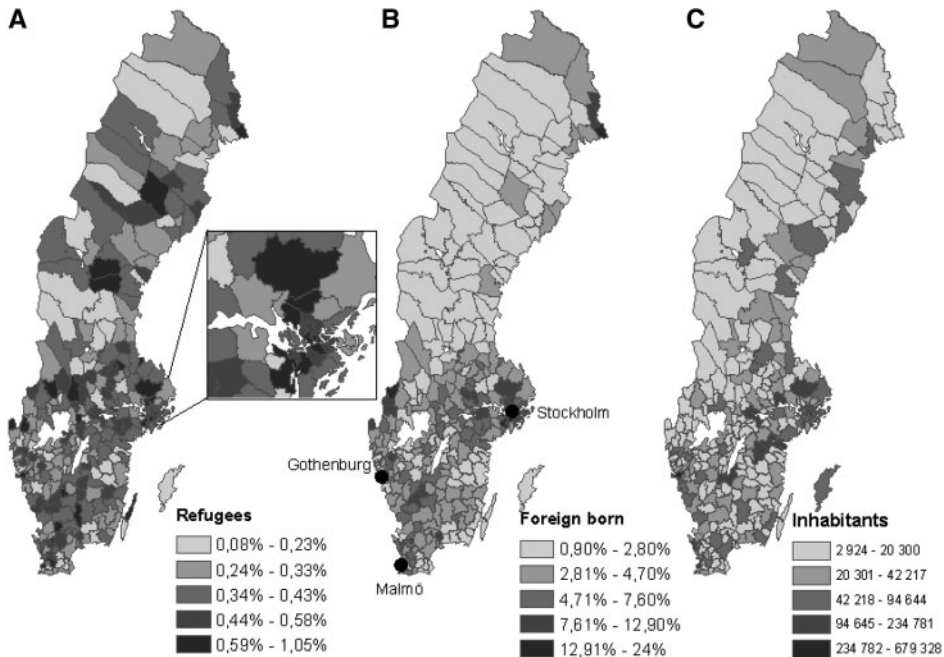 A
B
C
Stockholm
Gothenburg
Malmö
Refugees
0,08% - 0,23%
0,24% - 0,33%
0,34% - 0,43%
0,44% - 0,58%
0,59% - 1,05%
Foreign born
0,90% - 2,80%
2,81% - 4,70%
4,71% - 7,60%
7,61% - 12,90%
12,91% - 24%
Inhabitants
2 924 - 20 300
20 301 - 42 217
42 218 - 94 644
94 645 - 234 781
234 782 - 679 328